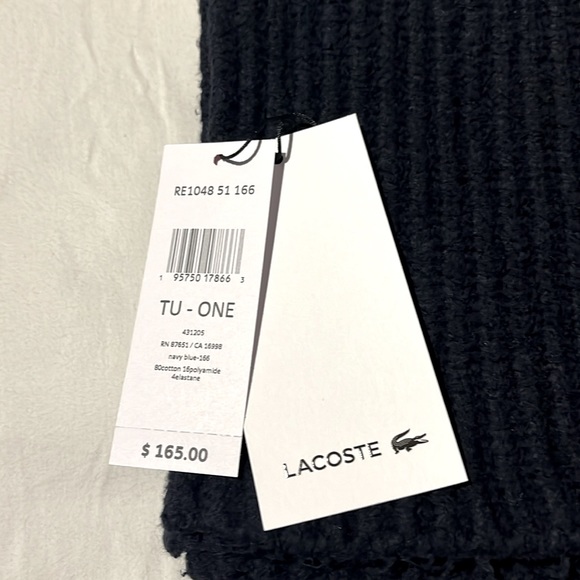 RE1048 51 166
1 95750 17866 3
TU - ONE
431205
RN 87651 / CA 16998
navy blue-166
80cotton 16polyamide
4elastane
$ 165.00
LACOSTE